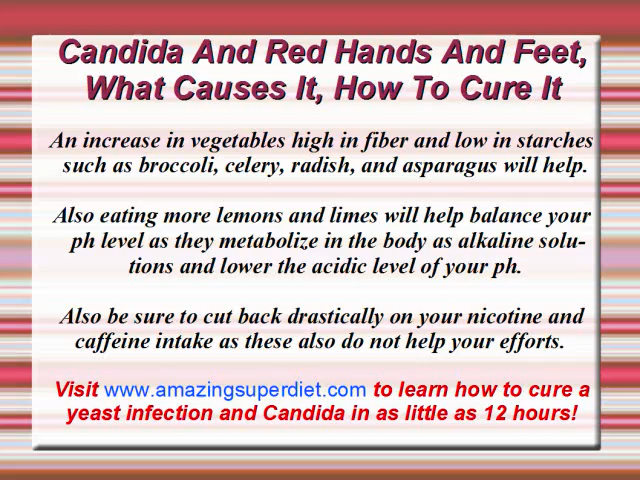 Candida And Red Hands And Feet,
What Causes It, How To Cure It
An increase in vegetables high in fiber and low in starches
such as broccoli, celery, radish, and asparagus will help.
Also eating more lemons and limes will help balance your
ph level as they metabolize in the body as alkaline solu-
tions and lower the acidic level of your ph.
Also be sure to cut back drastically on your nicotine and
caffeine intake as these also do not help your efforts.
Visit www.amazingsuperdiet.com to learn how to cure a
yeast infection and Candida in as little as 12 hours!